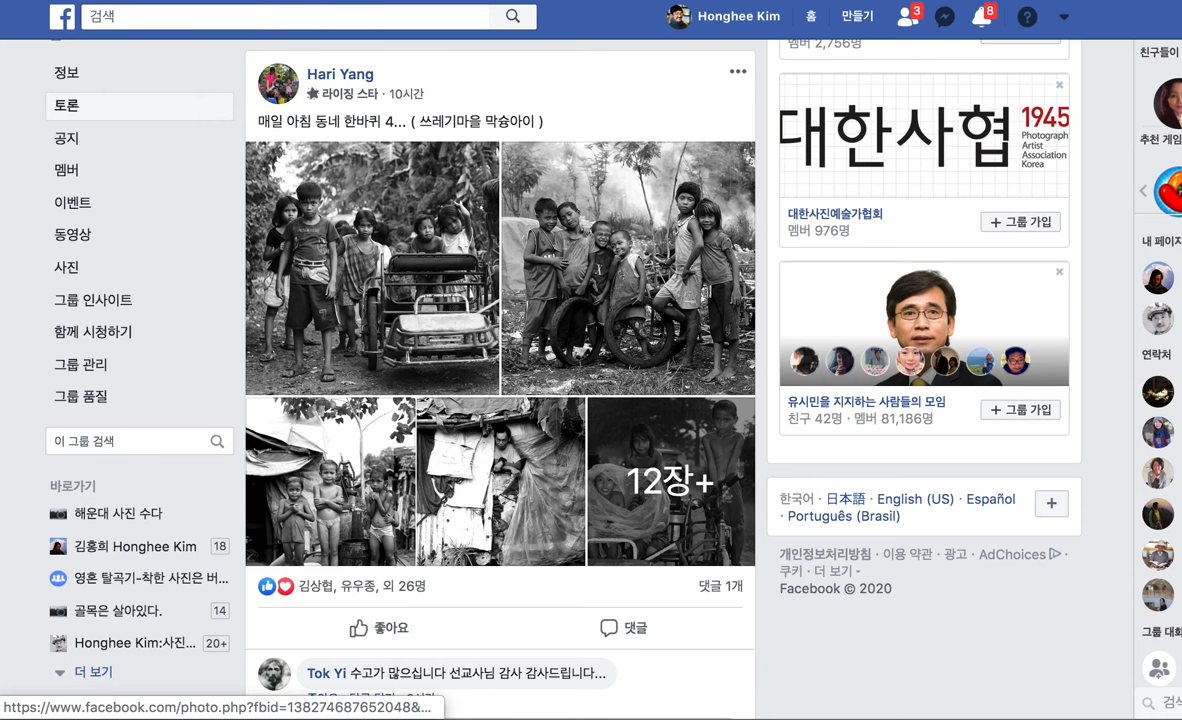 검색
Honghee Kim
홈
만들기
3
8
정보
토론
공지
멤버
이벤트
동영상
사진
그룹 인사이트
함께 시청하기
그룹 관리
그룹 품질
이 그룹 검색
바로가기
해운대 사진 수다
김홍희 Honghee Kim 18
영혼 탈곡기-착한 사진은 버...
골목은 살아있다. 14
Honghee Kim:사진... 20+
더 보기
Hari Yang
라이징 스타 · 10시간
매일 아침 동네 한바퀴 4... ( 쓰레기마을 막슝아이 )
12장+
김상협, 유우종, 외 26명
댓글 1개
좋아요
댓글
Tok Yi 수고가 많으십니다 선교사님 감사 감사드립니다...
멤버 2,756명
대한사협
1945
Photograph
Artist
Association
Korea
대한사진예술가협회
멤버 976명
+ 그룹 가입
유시민을 지지하는 사람들의 모임
친구 42명 · 멤버 81,186명
+ 그룹 가입
한국어 · 日本語 · English (US) · Español
· Português (Brasil)
개인정보처리방침 · 이용 약관 · 광고 · AdChoices ·
쿠키 · 더 보기
Facebook © 2020
친구들이
추천 게임
내 페이지
연락처
그룹 대화
검색
https://www.facebook.com/photo.php?fbid=138274687652048&...